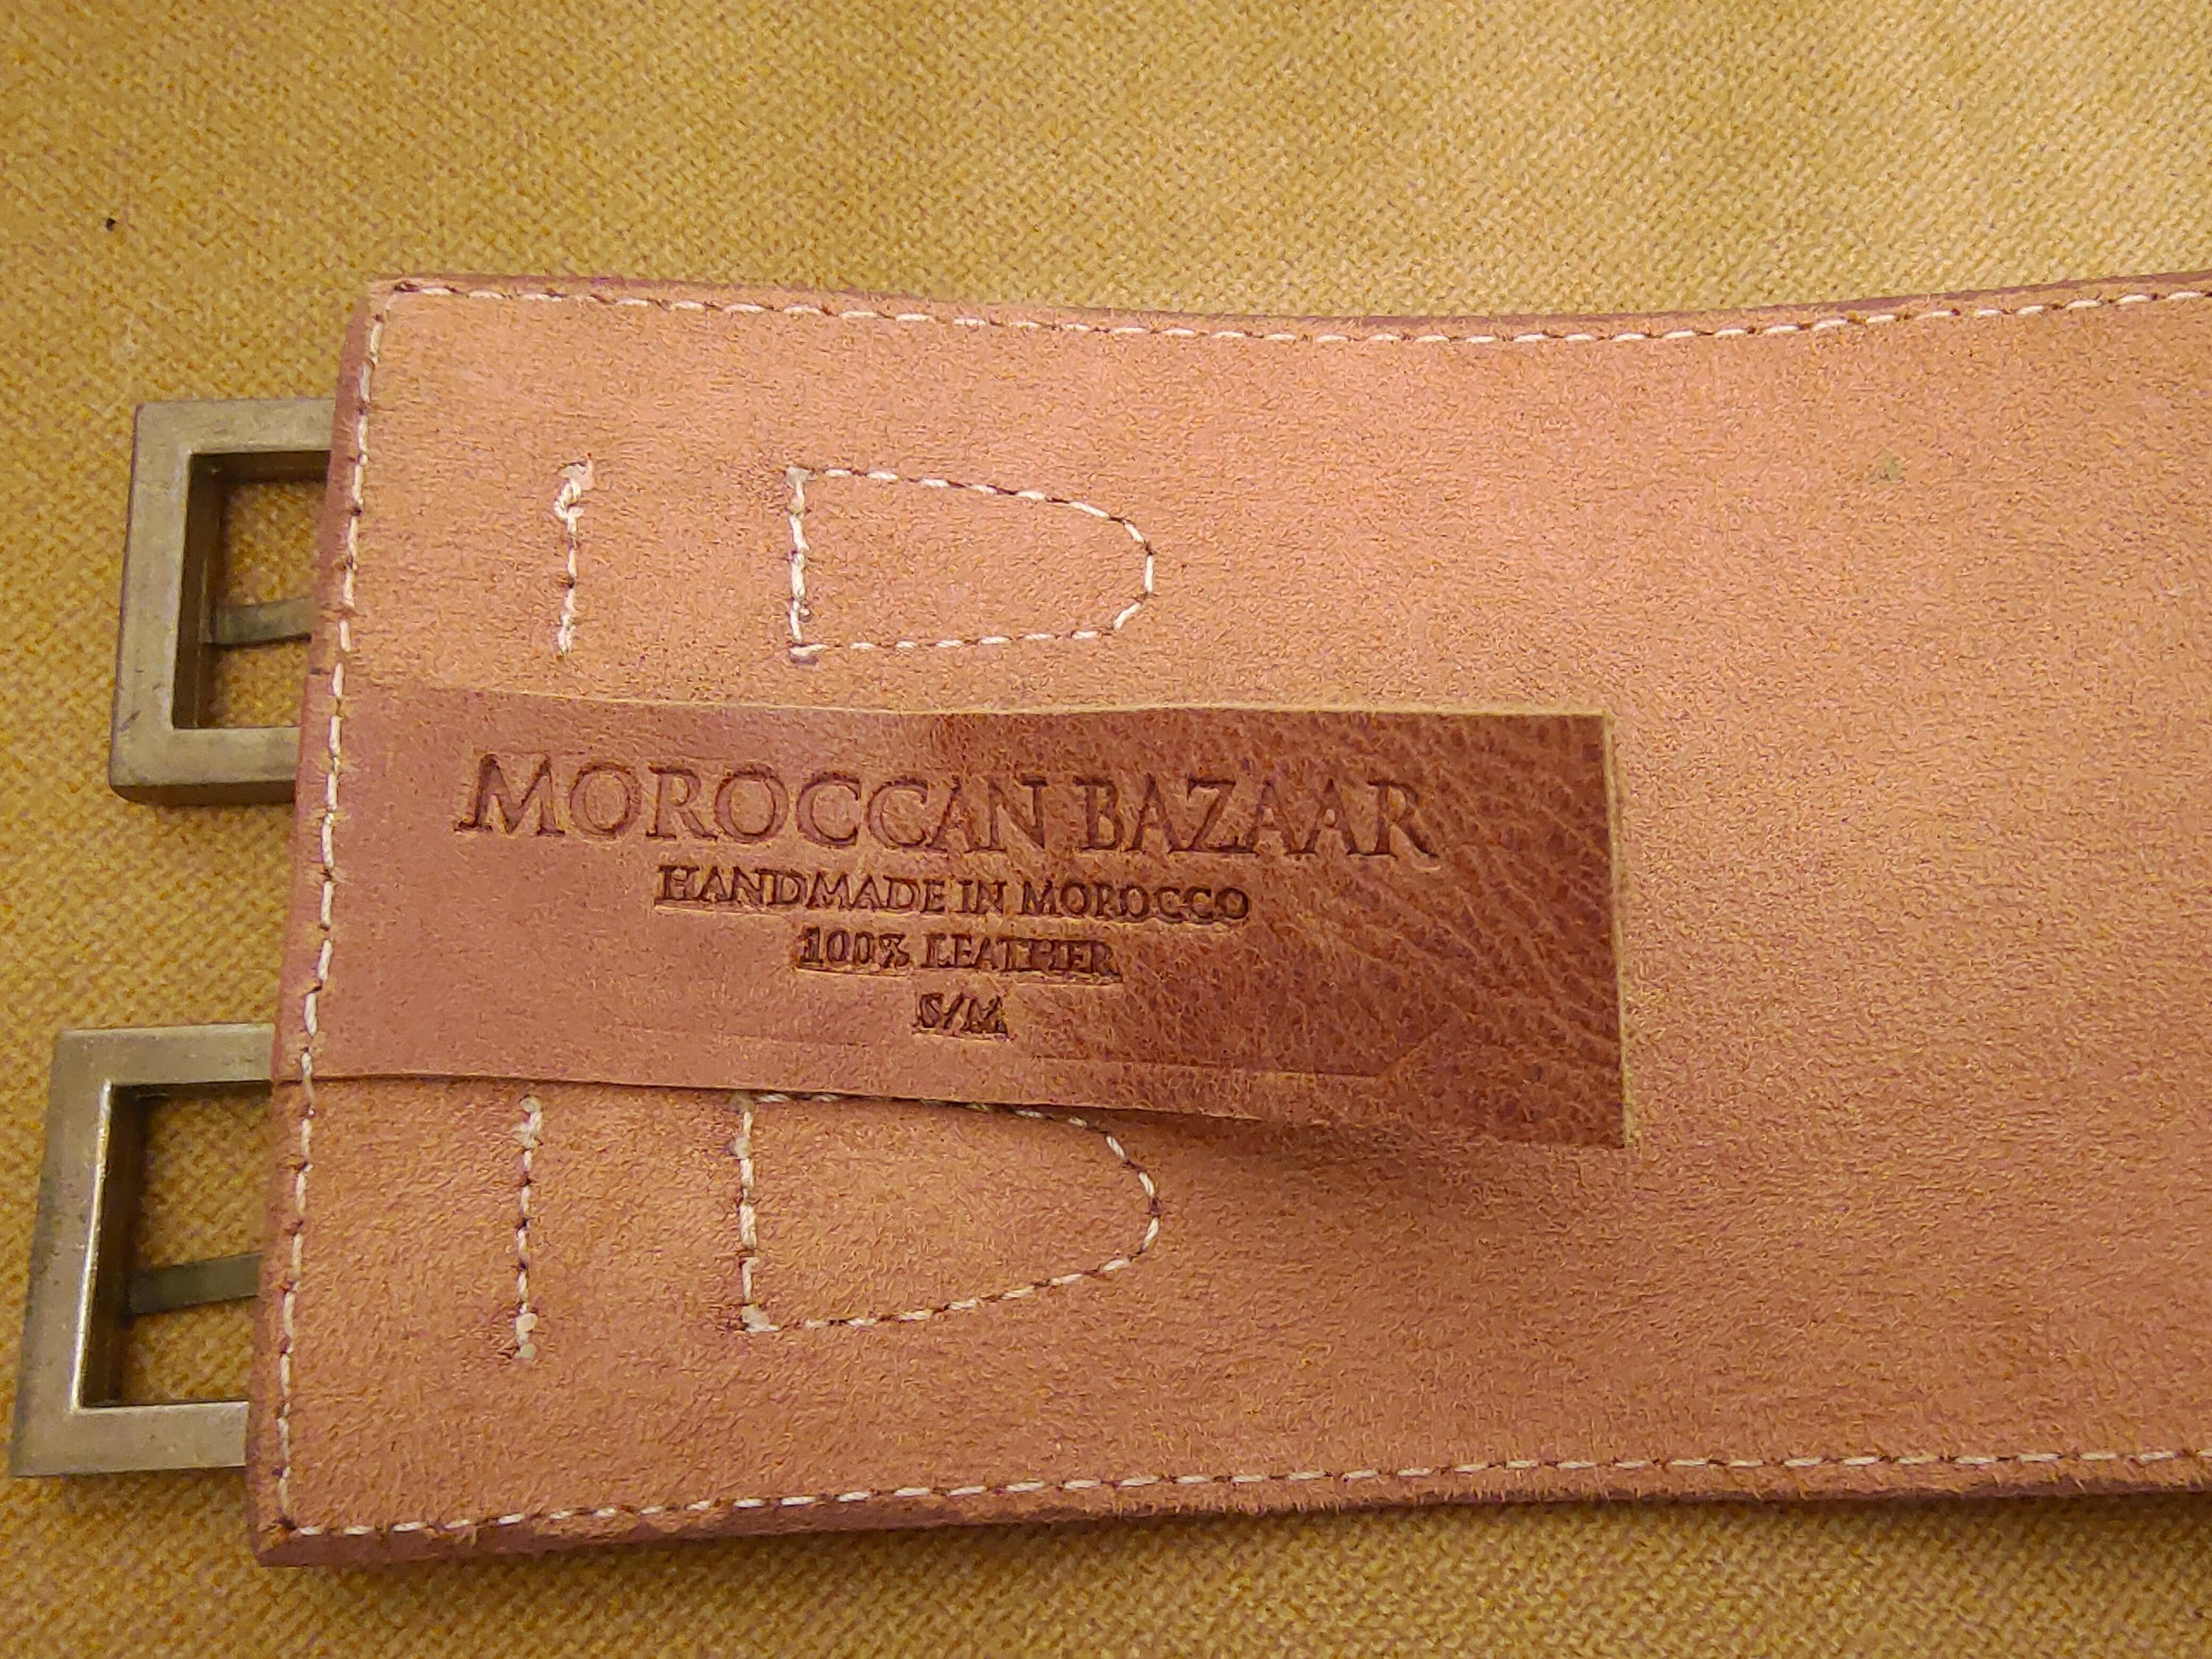 MOROCCAN BAZAAR
HANDMADE IN MOROCCO
100% LEATHER
S/M